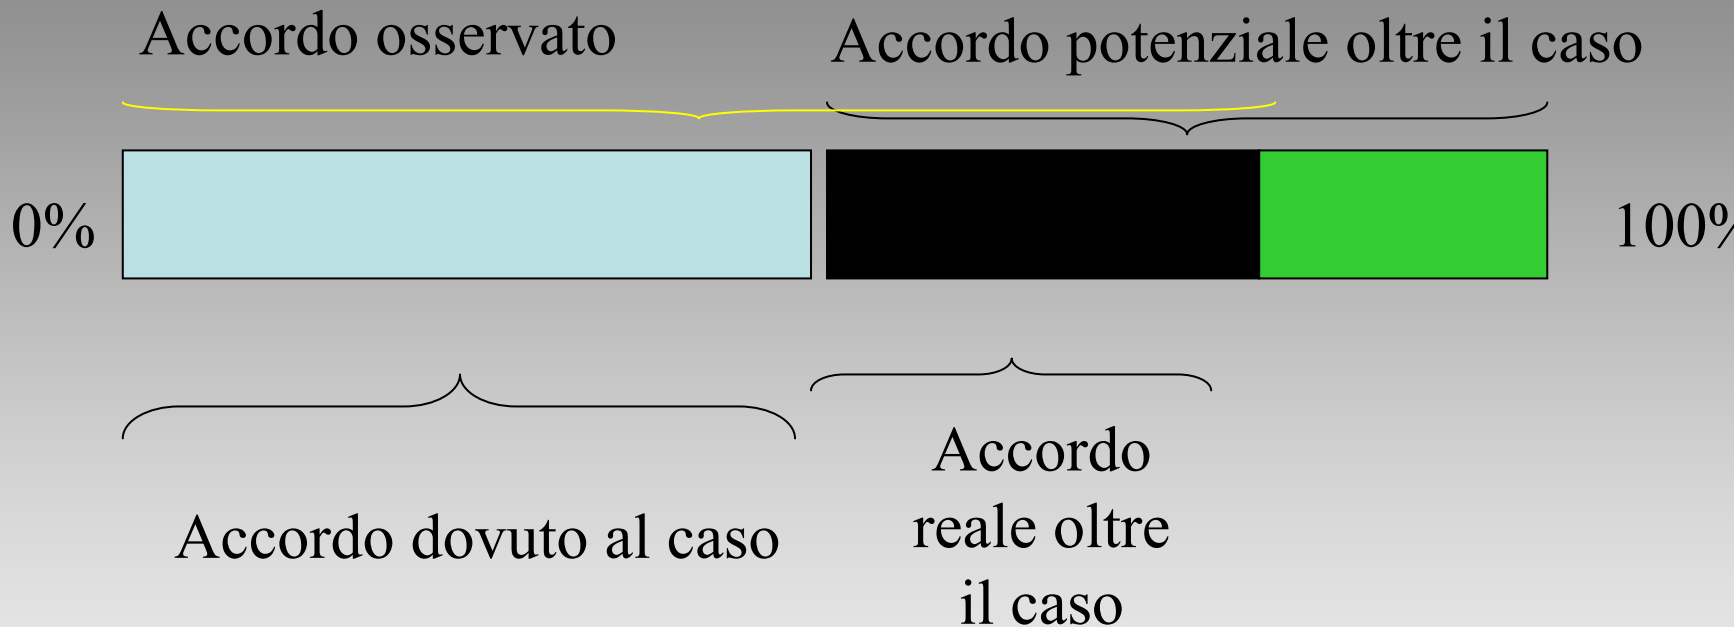 Accordo osservato
Accordo potenziale oltre il caso
0%
100%
Accordo dovuto al caso
Accordo
reale oltre
il caso